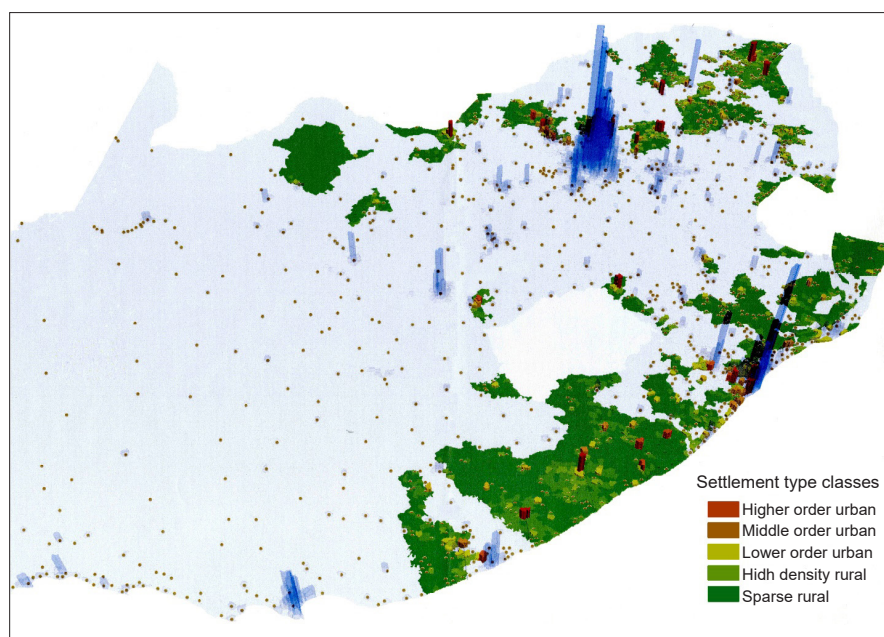 Settlement type classes
Higher order urban
Middle order urban
Lower order urban
Hidh density rural
Sparse rural